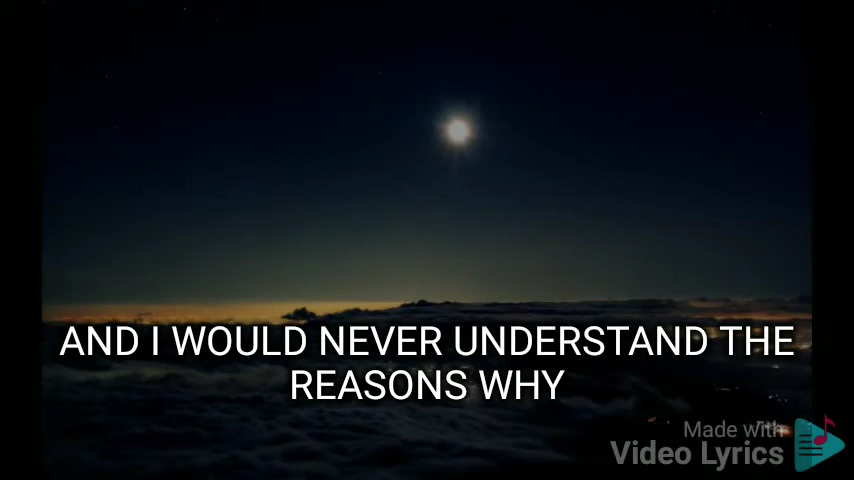 AND I WOULD NEVER UNDERSTAND THE
REASONS WHY
Made with
Video Lyrics